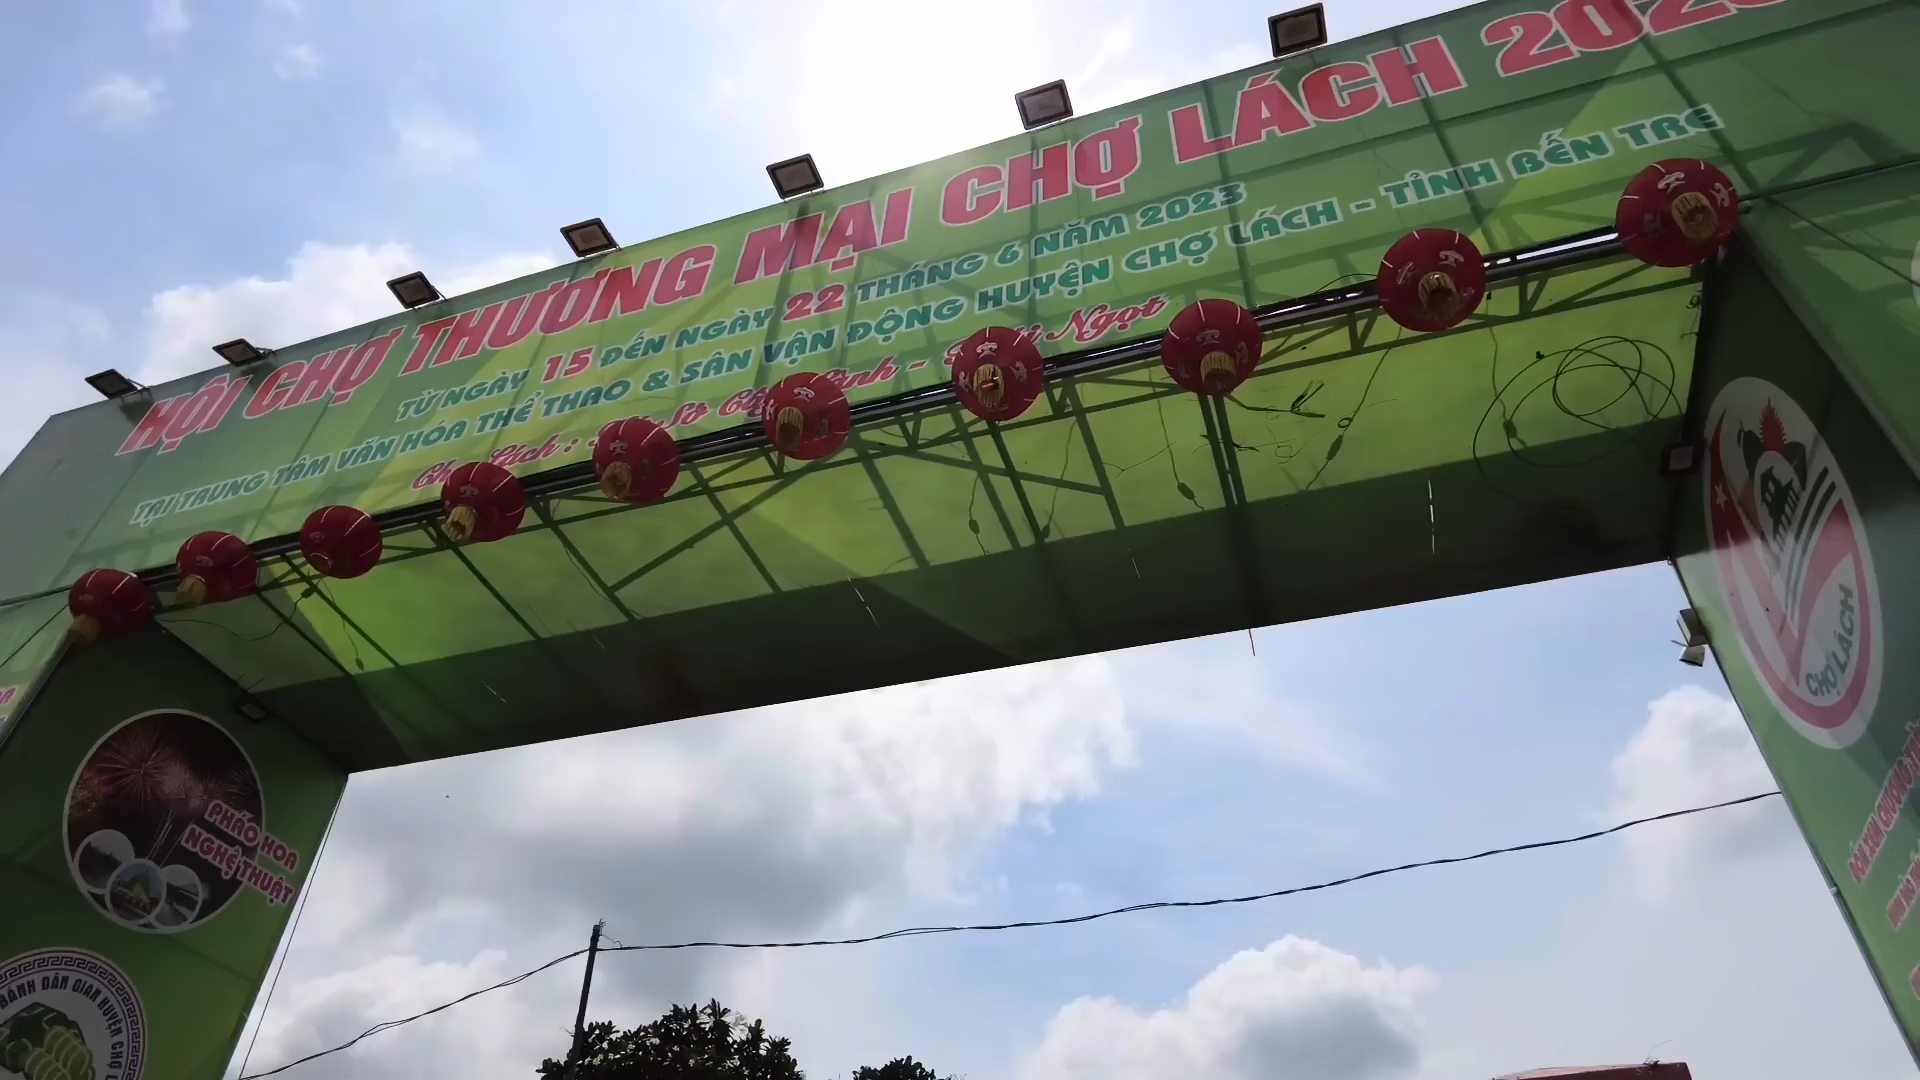 HỘI CHỢ THƯƠNG MẠI CHỢ LÁCH 2023
TỪ NGÀY 15 ĐẾN NGÀY 22 THÁNG 6 NĂM 2023
TẠI TRUNG TÂM VĂN HÓA THỂ THAO & SÂN VẬN ĐỘNG HUYỆN CHỢ LÁCH - TỈNH BẾN TRE
Chợ Lách : Sở - Ngọt
CHỢ LÁCH
PHÁO HOA
NGHỆ THUẬT
BÁNH DÂN GIAN HUYỆN CHỢ